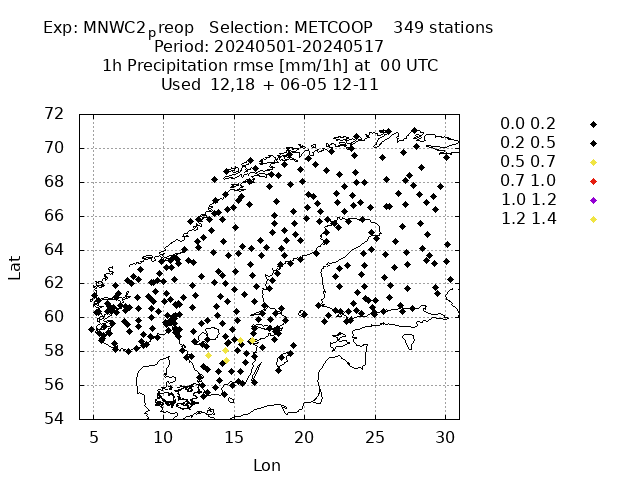 Exp: MNWC2preop Selection: METCOOP 349 stations
Period: 20240501-20240517
1h Precipitation rmse [mm/1h] at 00 UTC
Used 12,18 + 06-05 12-11
0.0 0.2
0.2 0.5
0.5 0.7
0.7 1.0
1.0 1.2
1.2 1.4
72
70
68
66
64
62
60
58
56
54
Lat
5 10 15 20 25 30
Lon